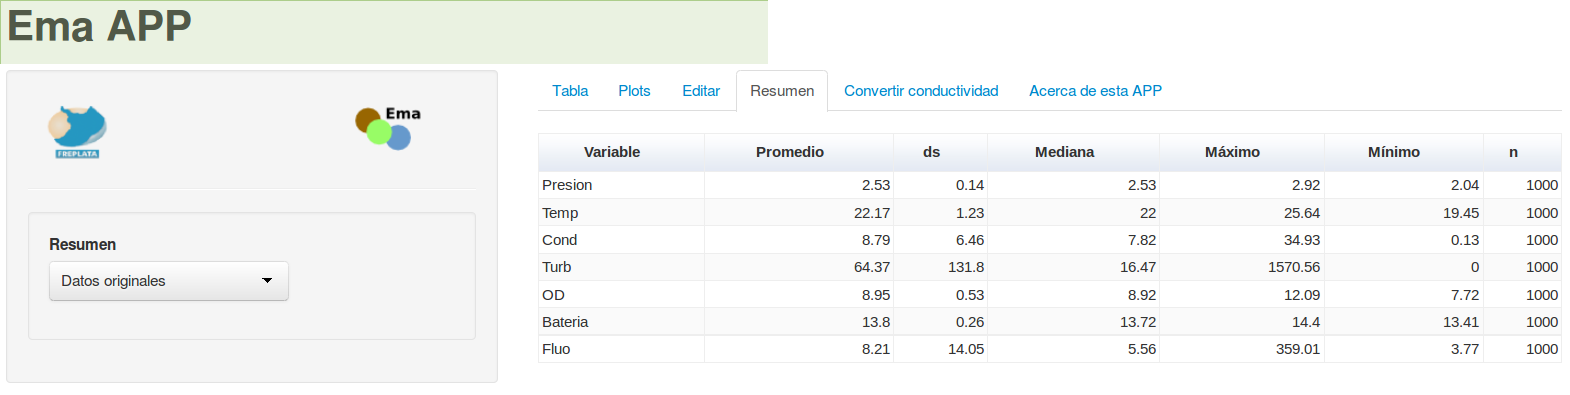 Ema APP
FREPLATA
Ema
Resumen
Datos originales
Tabla Plots Editar Resumen Convertir conductividad Acerca de esta APP
Variable Promedio ds Mediana Máximo Mínimo n
Presion 2.53 0.14 2.53 2.92 2.04 1000
Temp 22.17 1.23 22 25.64 19.45 1000
Cond 8.79 6.46 7.82 34.93 0.13 1000
Turb 64.37 131.8 16.47 1570.56 0 1000
OD 8.95 0.53 8.92 12.09 7.72 1000
Bateria 13.8 0.26 13.72 14.4 13.41 1000
Fluo 8.21 14.05 5.56 359.01 3.77 1000